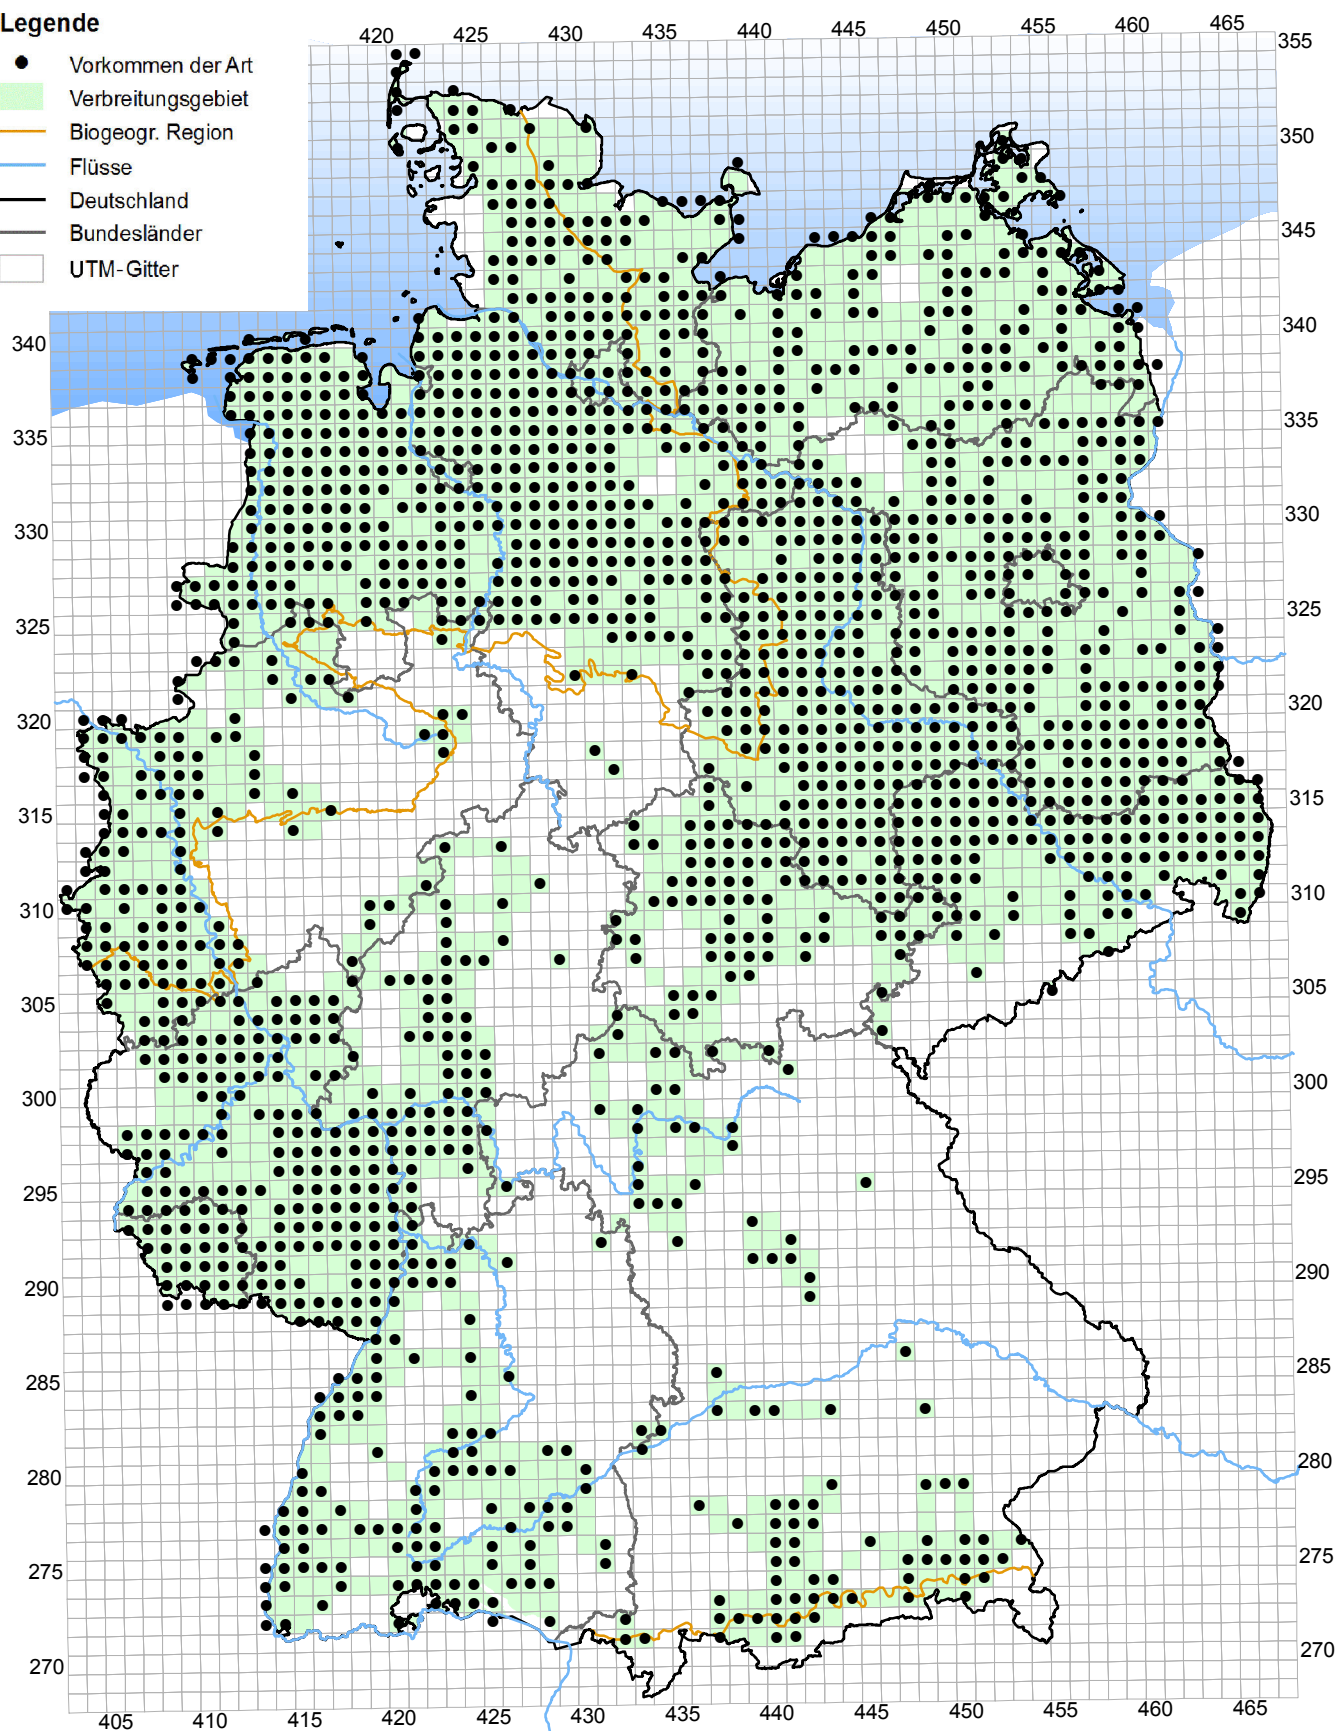 Legende
Vorkommen der Art
Verbreitungsgebiet
Biogeogr. Region
Flüsse
Deutschland
Bundesländer
UTM-Gitter
420 425 430 435 440 445 450 455 460 465
355
350
345
340 340
335 335
330 330
325 325
320 320
315 315
310 310
305 305
300 300
295 295
290 290
285 285
280 280
275 275
270 270
405 410 415 420 425 430 435 440 445 450 455 460 465